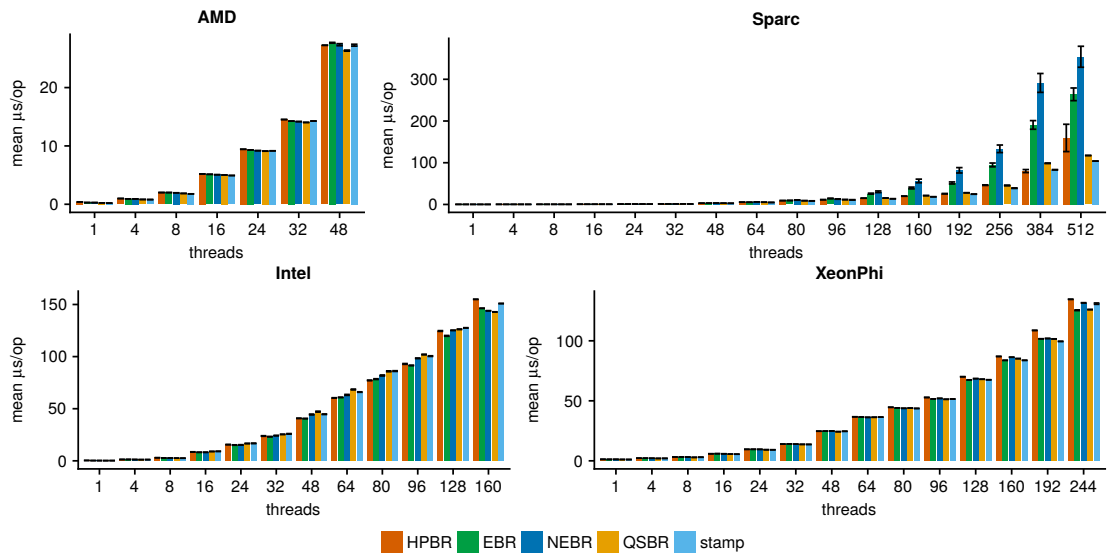 AMD
mean µs/op
0
10
20
1 4 8 16 24 32 48
threads
Sparc
mean µs/op
0
100
200
300
1 4 8 16 24 32 48 64 80 96 128 160 192 256 384 512
threads
Intel
mean µs/op
0
50
100
150
1 4 8 16 24 32 48 64 80 96 128 160
threads
XeonPhi
mean µs/op
0
50
100
1 4 8 16 24 32 48 64 80 96 128 160 192 244
threads
HPBR EBR NEBR QSBR stamp